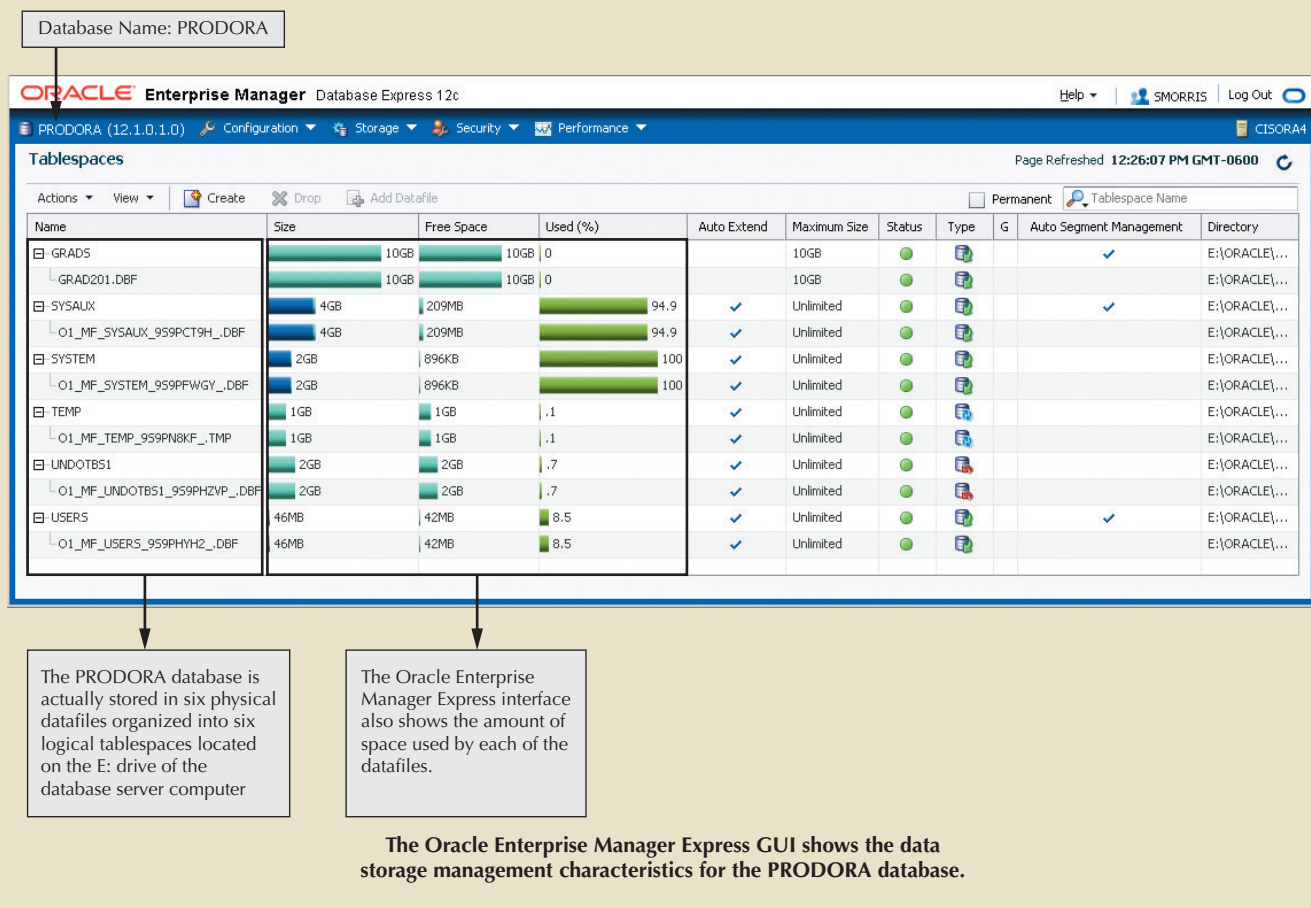 Database Name: PRODORA
ORACLE Enterprise Manager Database Express 12c Help SMORRIS Log Out
PRODORA (12.1.0.1.0) Configuration Storage Security Performance CISORA4
Tablespaces Page Refreshed 12:26:07 PM GMT-0600
Actions View Create Drop Add Datafile Permanent Tablespace Name
Name Size Free Space Used (%) Auto Extend Maximum Size Status Type G Auto Segment Management Directory
GRADS 10GB 10GB 0 10GB E:\ORACLE\...
GRAD201.DBF 10GB 10GB 0 10GB E:\ORACLE\...
SYSAUX 4GB 209MB 94.9 Unlimited E:\ORACLE\...
O1_MF_SYSAUX_9S9PCT9H_.DBF 4GB 209MB 94.9 Unlimited E:\ORACLE\...
SYSTEM 2GB 896KB 100 Unlimited E:\ORACLE\...
O1_MF_SYSTEM_9S9PFWGY_.DBF 2GB 896KB 100 Unlimited E:\ORACLE\...
TEMP 1GB 1GB .1 Unlimited E:\ORACLE\...
O1_MF_TEMP_9S9PN8KF_.TMP 1GB 1GB .1 Unlimited E:\ORACLE\...
UNDOTBS1 2GB 2GB .7 Unlimited E:\ORACLE\...
O1_MF_UNDOTBS1_9S9PHZVP_.DBF 2GB 2GB .7 Unlimited E:\ORACLE\...
USERS 46MB 42MB 8.5 Unlimited E:\ORACLE\...
O1_MF_USERS_9S9PHYH2_.DBF 46MB 42MB 8.5 Unlimited E:\ORACLE\...
The PRODORA database is
actually stored in six physical
datafiles organized into six
logical tablespaces located
on the E: drive of the
database server computer
The Oracle Enterprise
Manager Express interface
also shows the amount of
space used by each of the
datafiles.
The Oracle Enterprise Manager Express GUI shows the data
storage management characteristics for the PRODORA database.